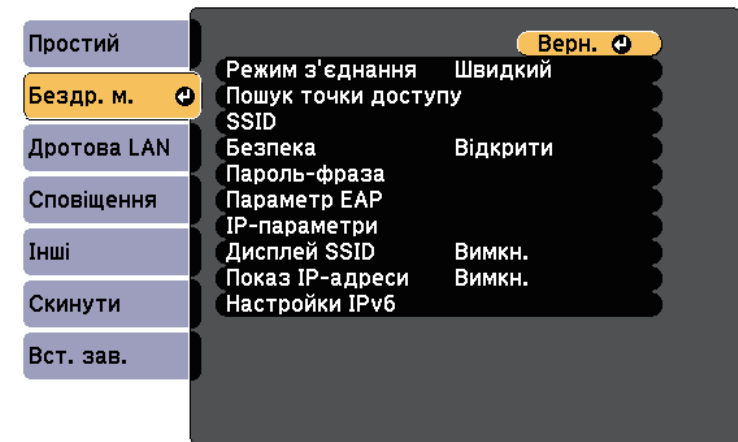 Простий
Бездр. м.
Дротова LAN
Сповіщення
Інші
Скинути
Вст. зав.
Верн.
Режим з'єднання Швидкий
Пошук точки доступу
SSID
Безпека Відкрити
Пароль-фраза
Параметр EAP
IP-параметри
Дисплей SSID Вимкн.
Показ IP-адреси Вимкн.
Настройки IPv6